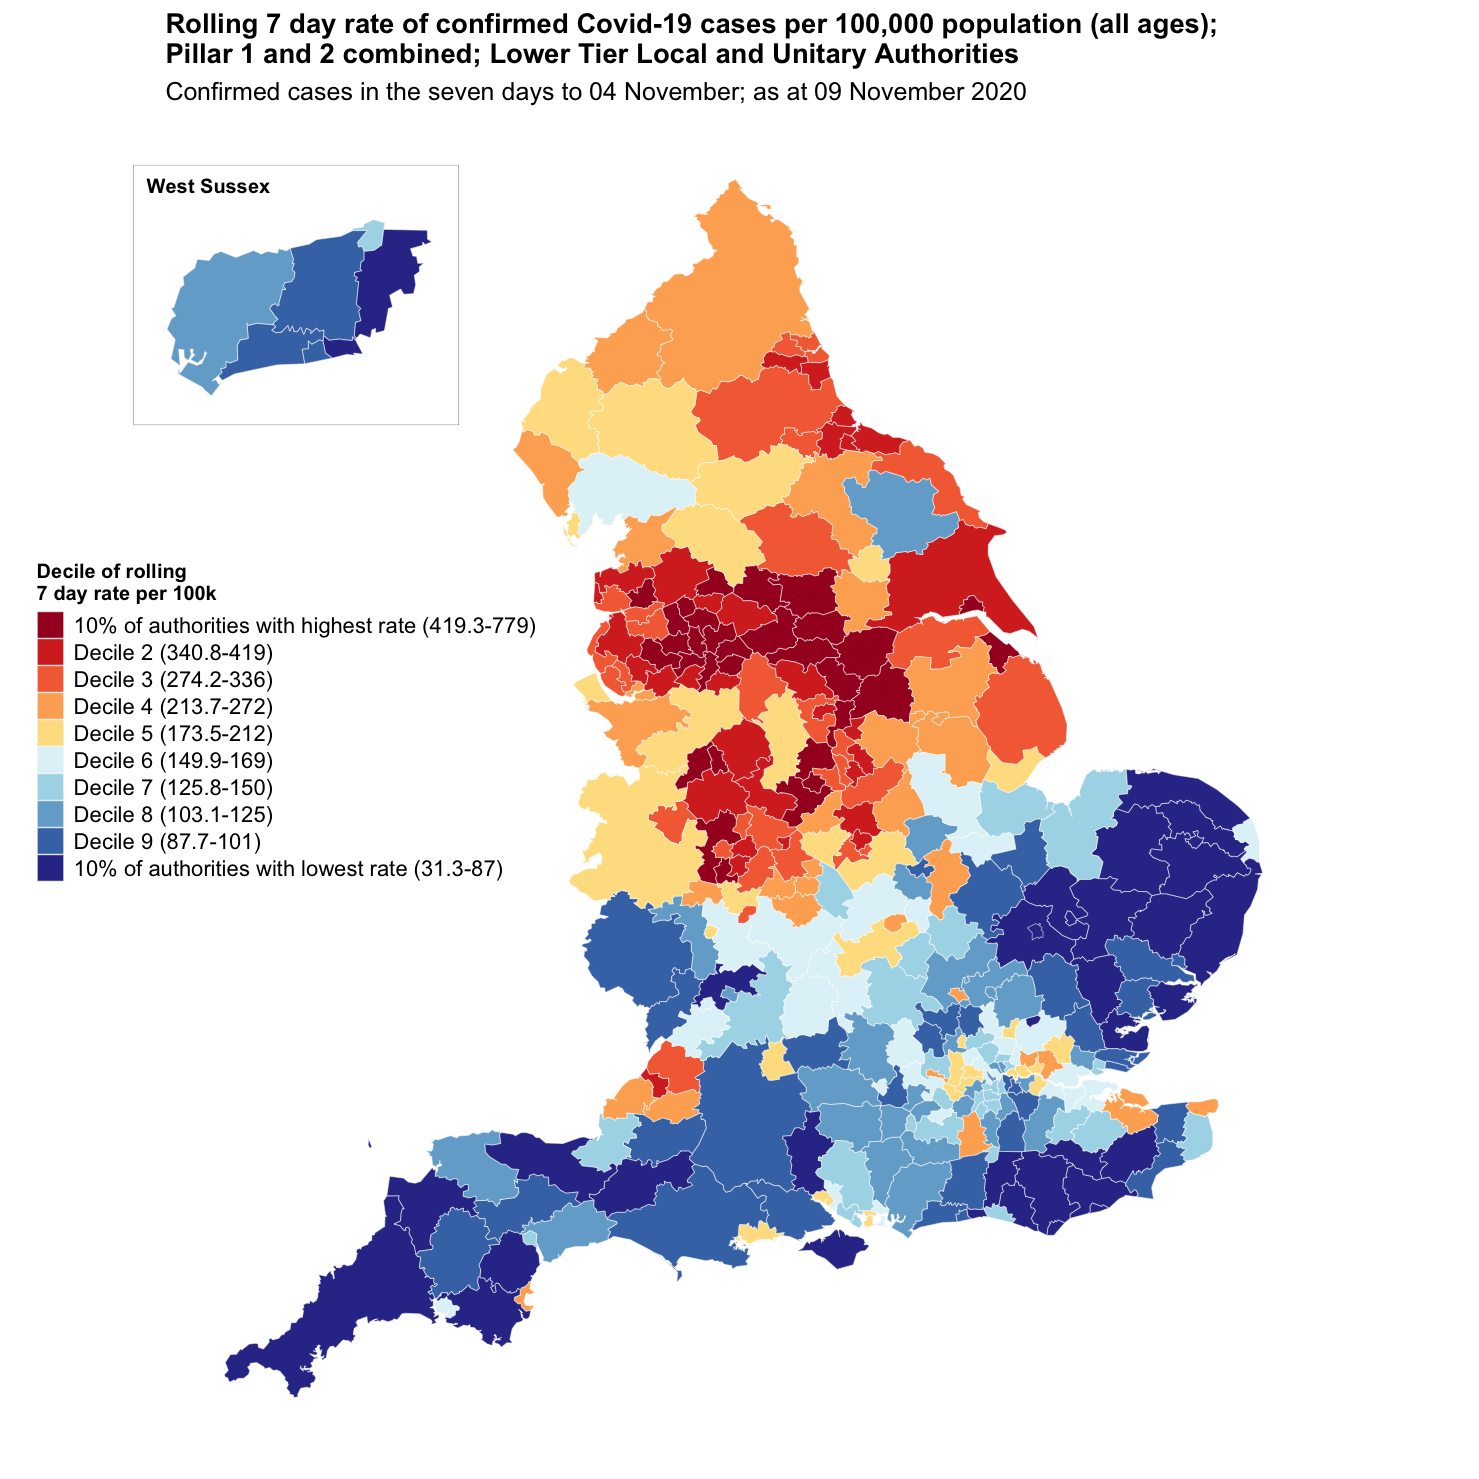 Rolling 7 day rate of confirmed Covid-19 cases per 100,000 population (all ages);
Pillar 1 and 2 combined; Lower Tier Local and Unitary Authorities
Confirmed cases in the seven days to 04 November; as at 09 November 2020
West Sussex
Decile of rolling
7 day rate per 100k
10% of authorities with highest rate (419.3-779)
Decile 2 (340.8-419)
Decile 3 (274.2-336)
Decile 4 (213.7-272)
Decile 5 (173.5-212)
Decile 6 (149.9-169)
Decile 7 (125.8-150)
Decile 8 (103.1-125)
Decile 9 (87.7-101)
10% of authorities with lowest rate (31.3-87)